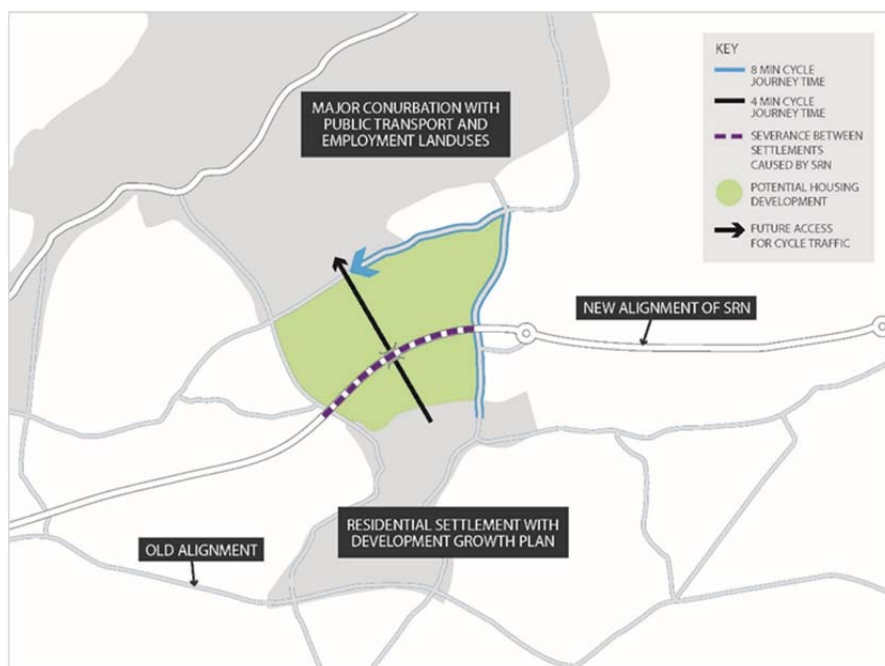 MAJOR CONURBATION WITH
PUBLIC TRANSPORT AND
EMPLOYMENT LANDUSES
KEY
8 MIN CYCLE
JOURNEY TIME
4 MIN CYCLE
JOURNEY TIME
SEVERANCE BETWEEN
SETTLEMENTS
CAUSED BY SRN
POTENTIAL HOUSING
DEVELOPMENT
FUTURE ACCESS
FOR CYCLE TRAFFIC
NEW ALIGNMENT OF SRN
RESIDENTIAL SETTLEMENT WITH
DEVELOPMENT GROWTH PLAN
OLD ALIGNMENT